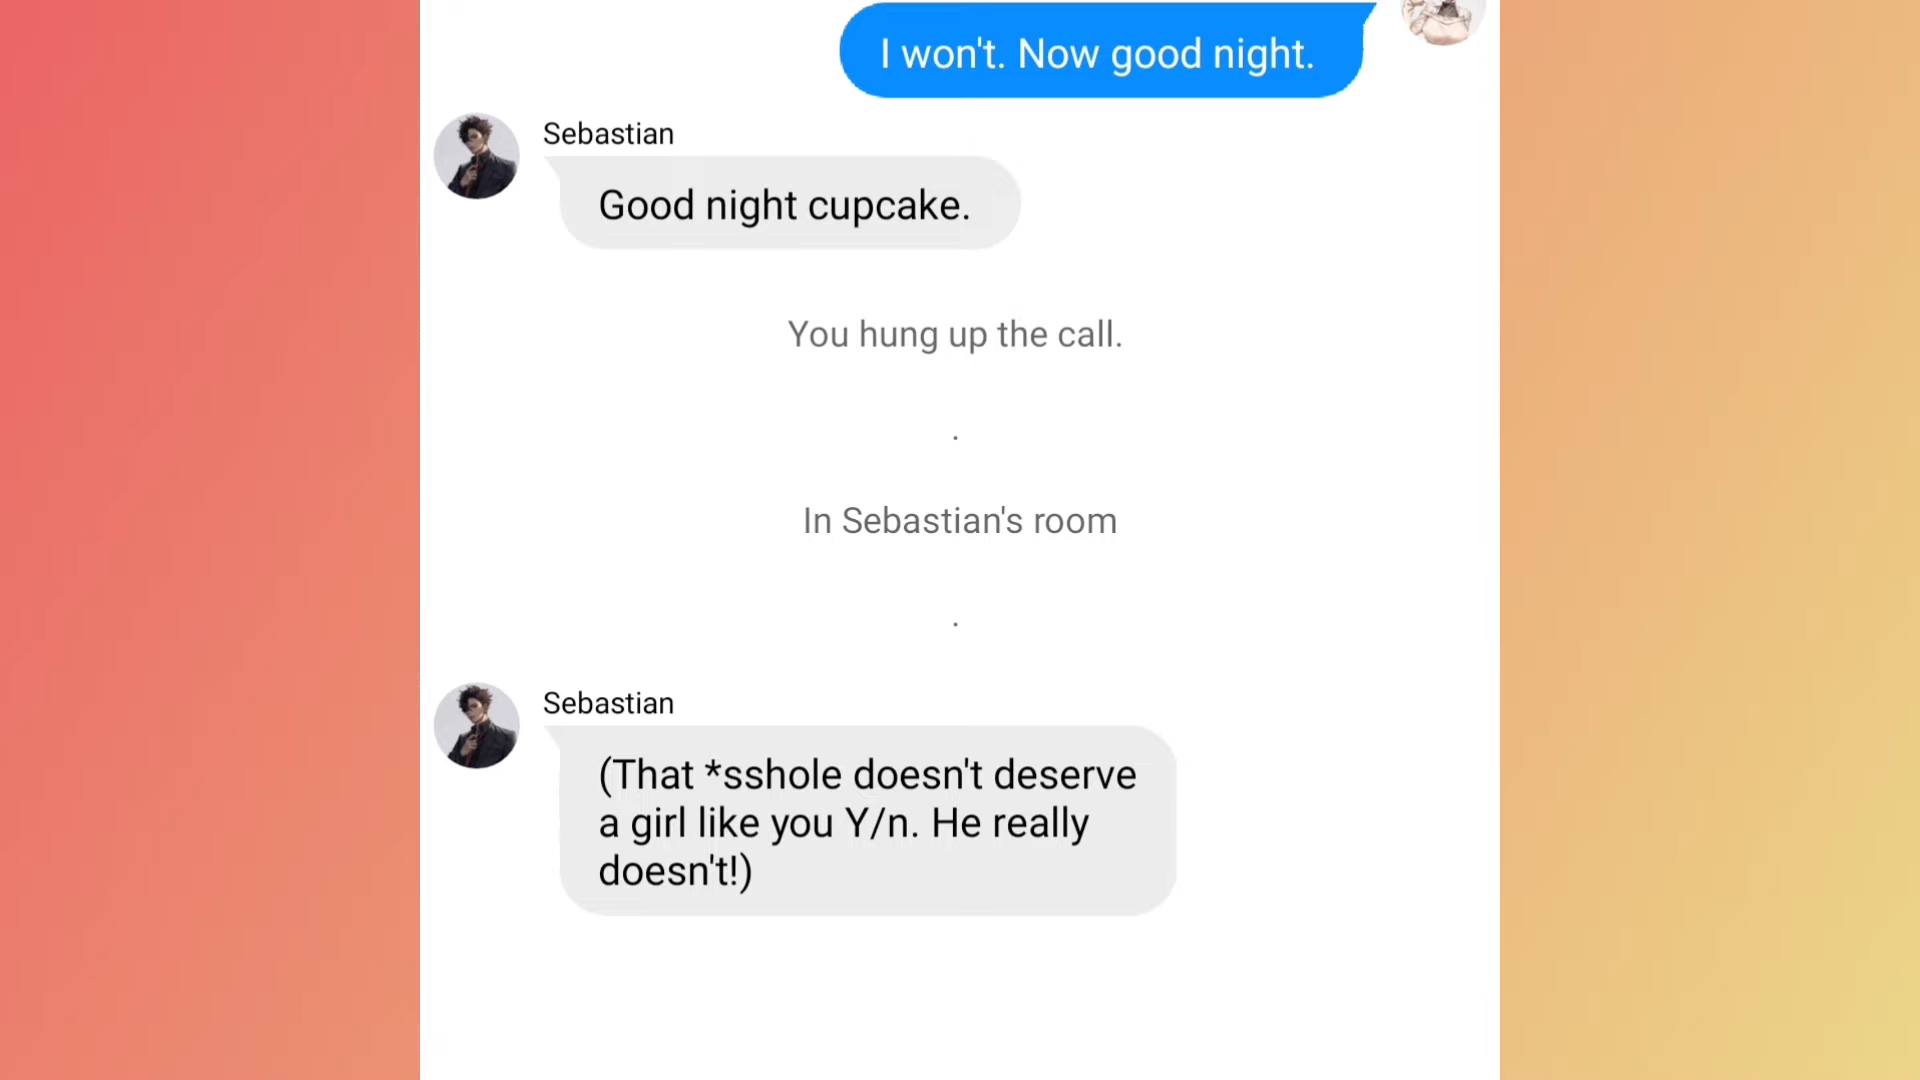 I won't. Now good night.
Sebastian
Good night cupcake.
You hung up the call.
.
In Sebastian's room
.
Sebastian
(That *sshole doesn't deserve
a girl like you Y/n. He really
doesn't!)